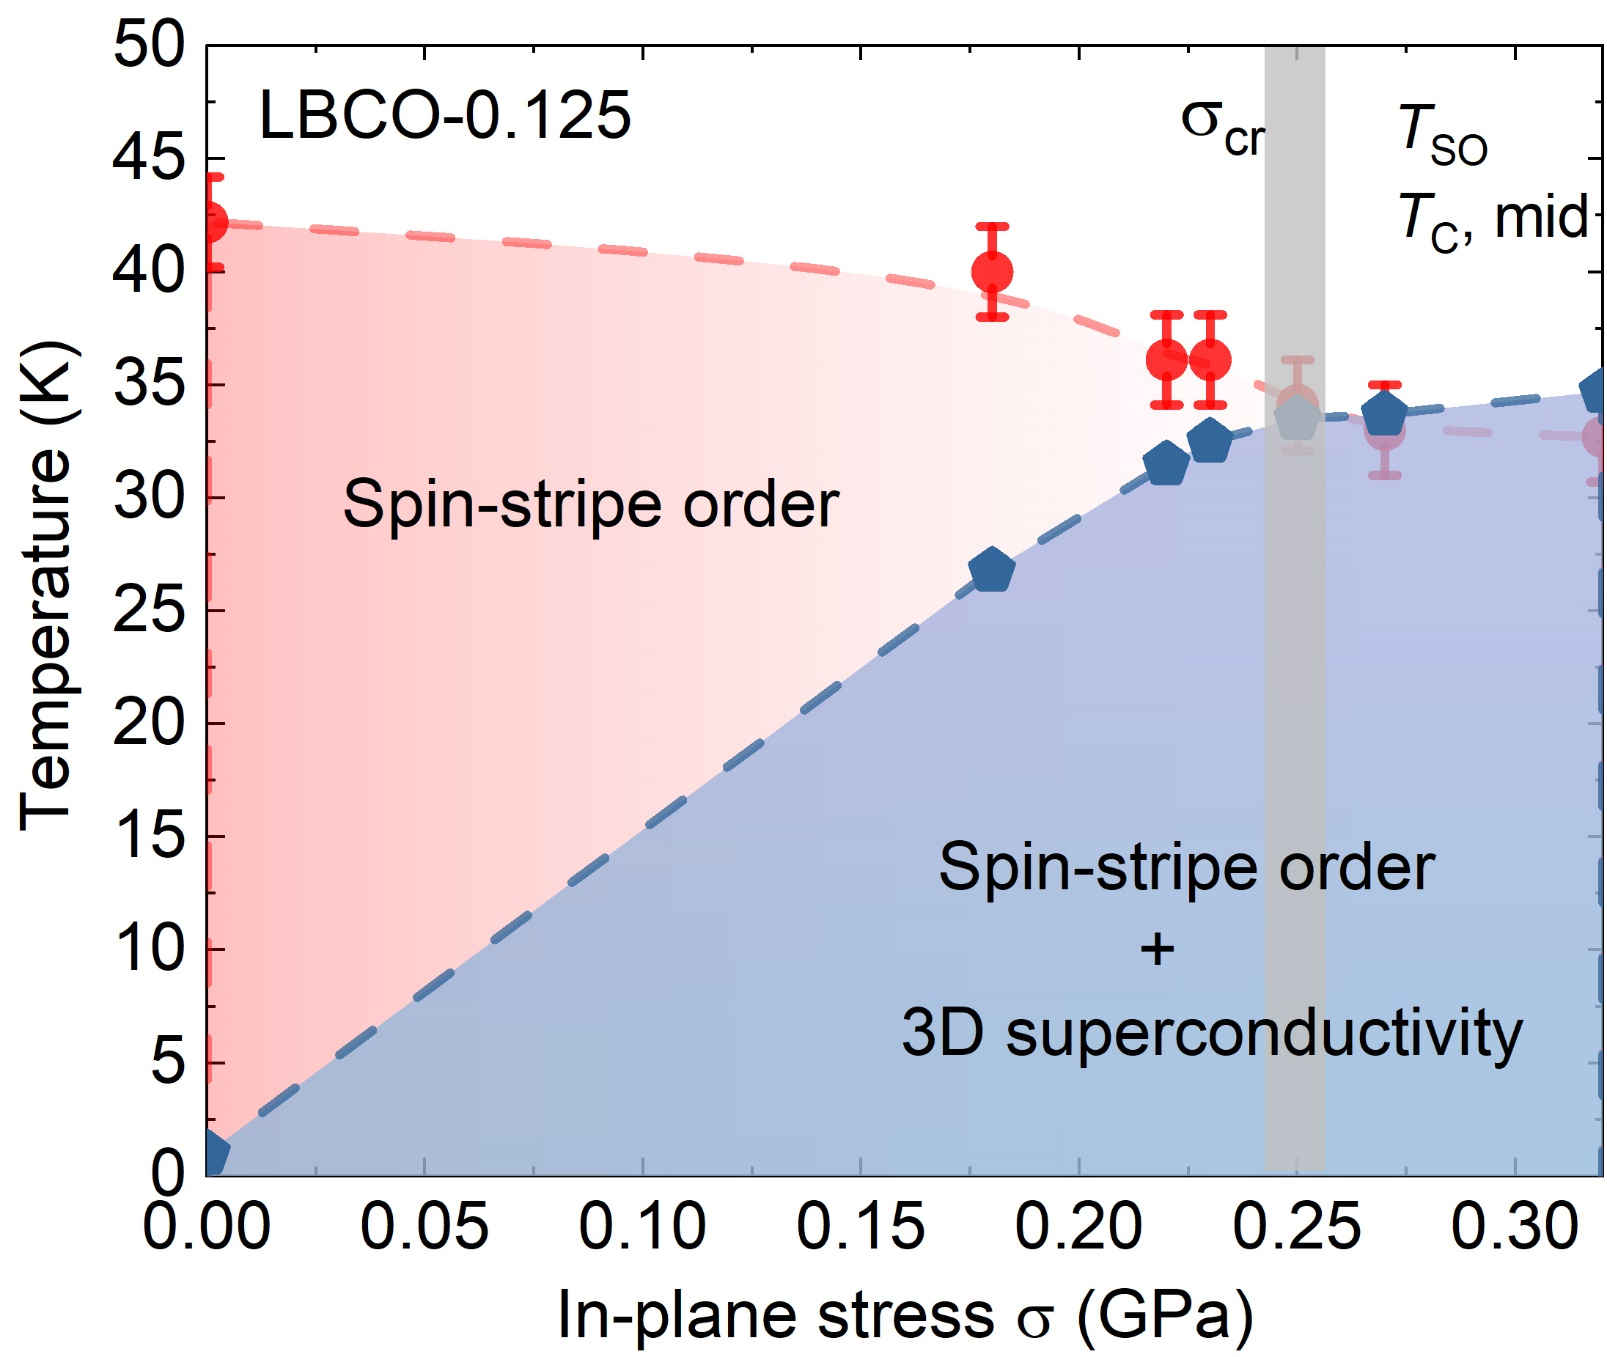 50
45
40
35
30
25
20
15
10
5
0
Temperature (K)
LBCO-0.125
σcr
TSO
TC, mid
Spin-stripe order
Spin-stripe order
+
3D superconductivity
0.00 0.05 0.10 0.15 0.20 0.25 0.30
In-plane stress σ (GPa)